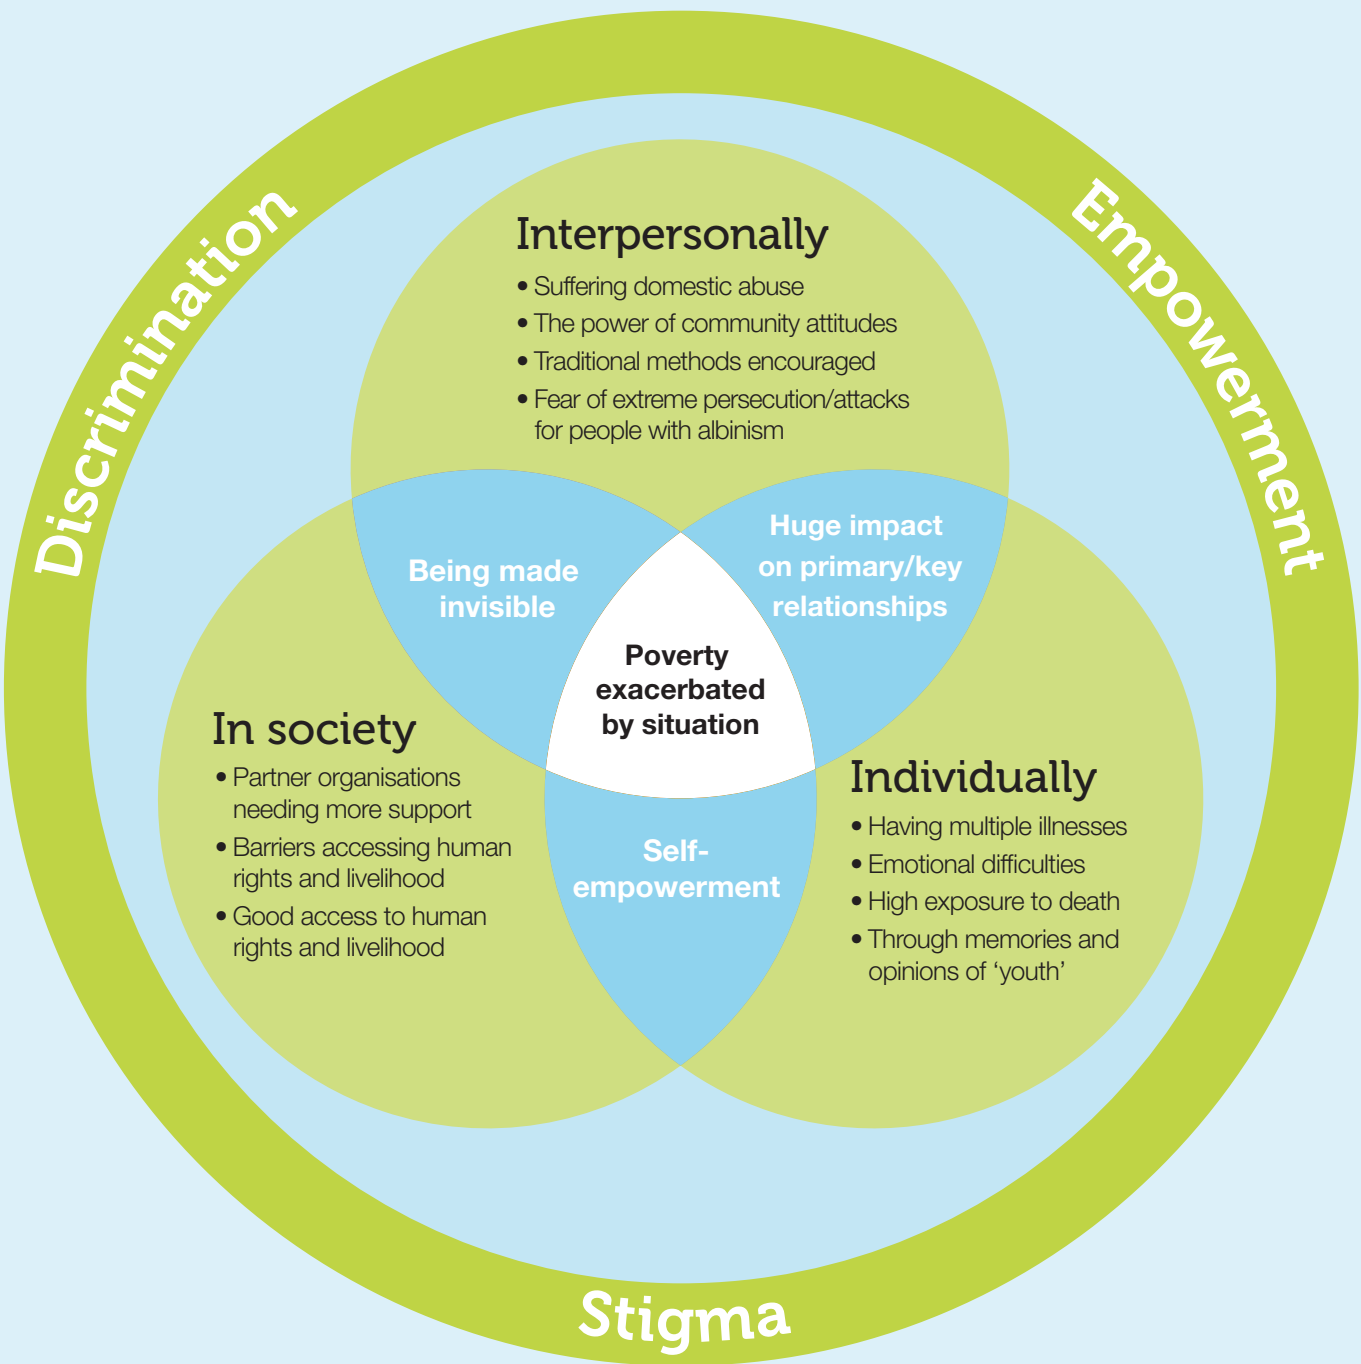 Discrimination
Empowerment
Interpersonally
• Suffering domestic abuse
• The power of community attitudes
• Traditional methods encouraged
• Fear of extreme persecution/attacks
for people with albinism
Being made
invisible
Huge impact
on primary/key
relationships
Poverty
exacerbated
by situation
In society
• Partner organisations
needing more support
• Barriers accessing human
rights and livelihood
• Good access to human
rights and livelihood
Self-
empowerment
Individually
• Having multiple illnesses
• Emotional difficulties
• High exposure to death
• Through memories and
opinions of ‘youth’
Stigma